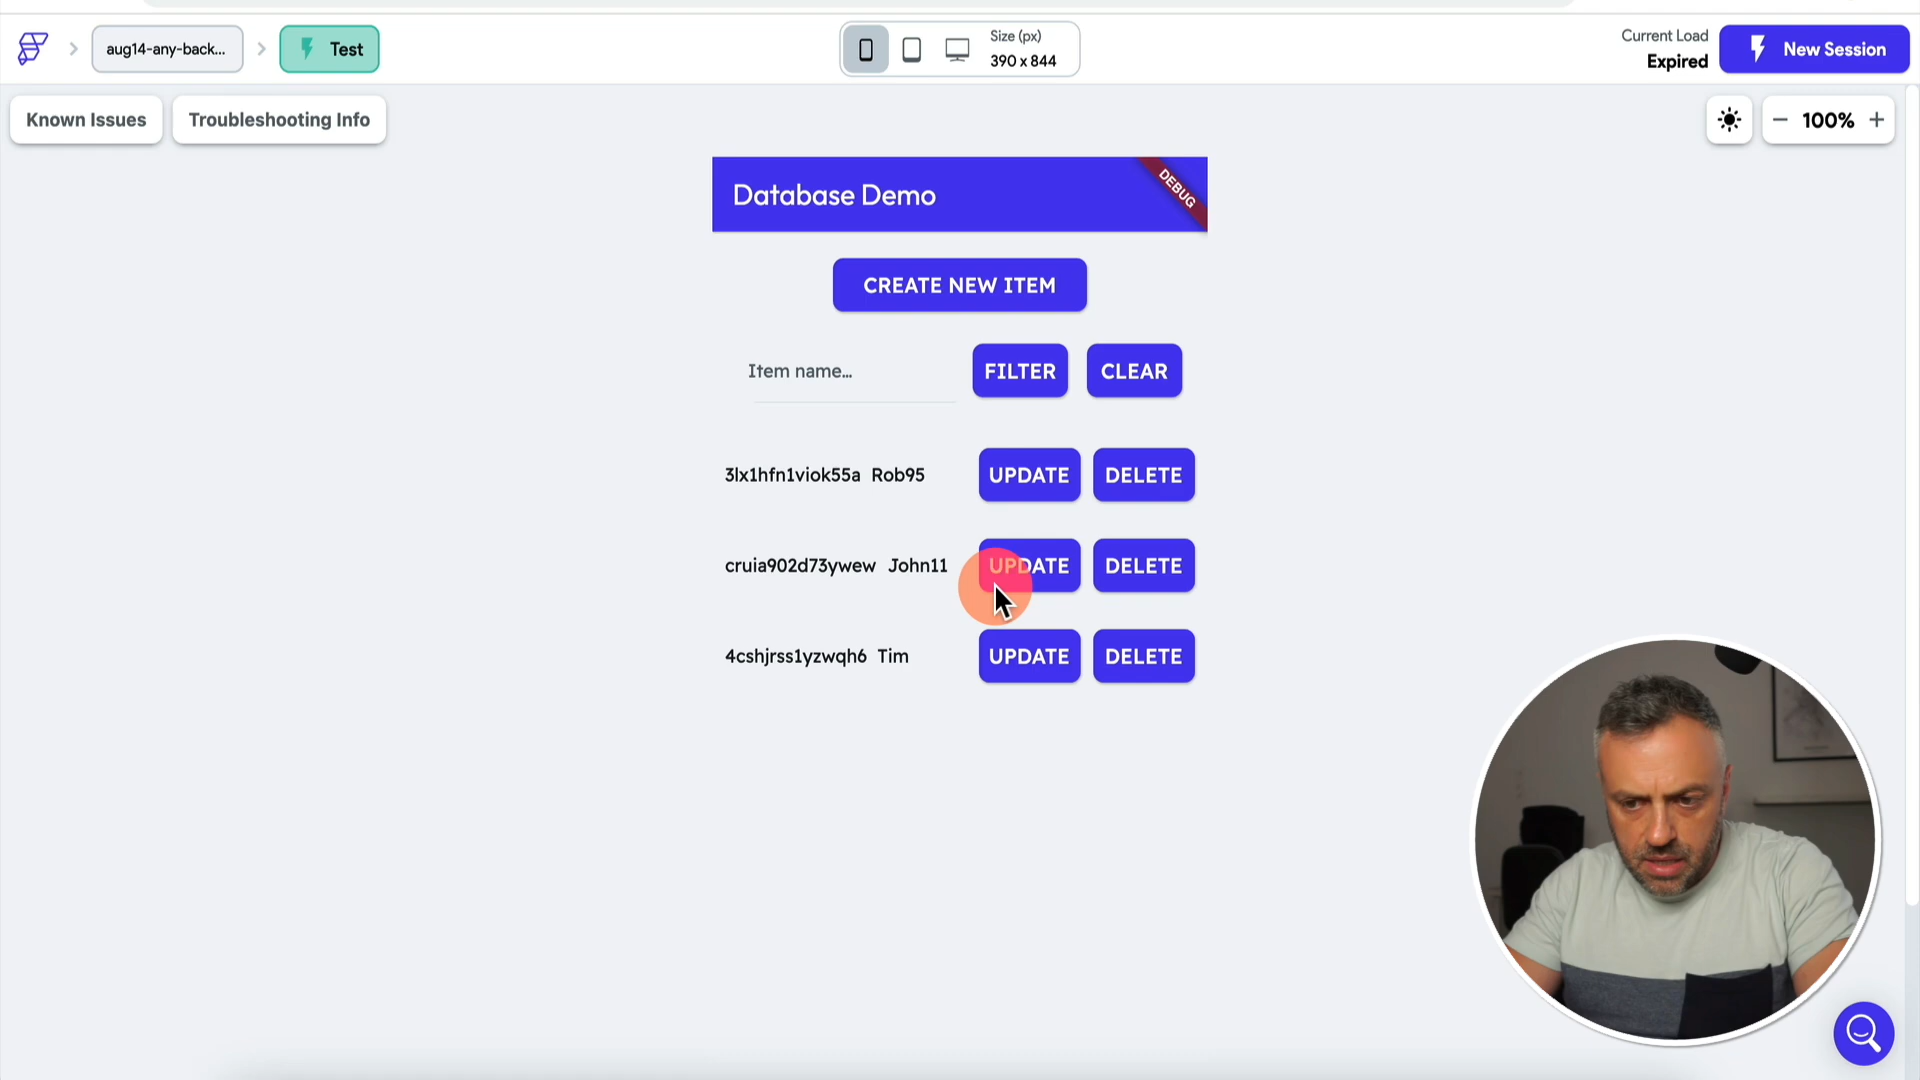 aug14-any-back...
Test
Size (px)
390 x 844
Current Load
Expired
New Session
Known Issues
Troubleshooting Info
100%
Database Demo
DEBUG
CREATE NEW ITEM
Item name...
FILTER
CLEAR
3lx1hfn1viok55a Rob95
UPDATE
DELETE
cruia902d73ywew John11
UPDATE
DELETE
4cshjrss1yzwqh6 Tim
UPDATE
DELETE